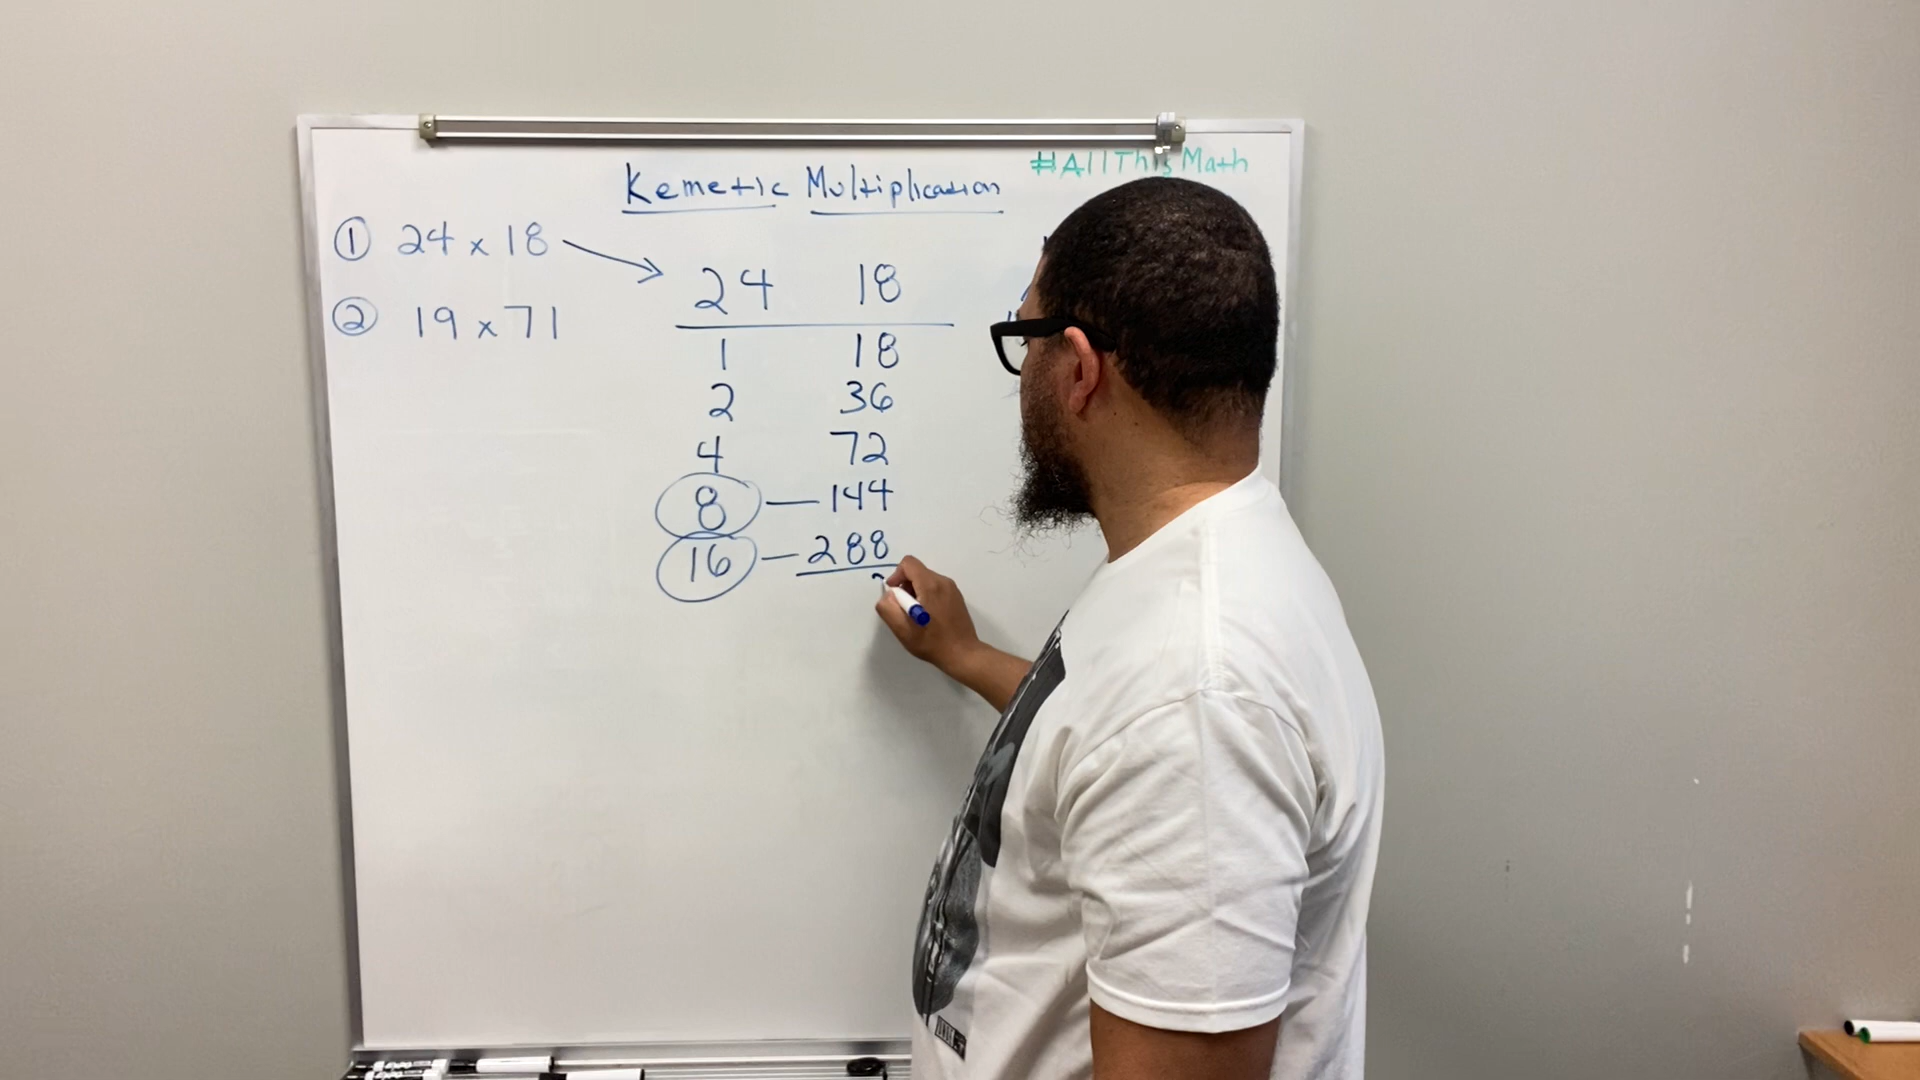 #AllThisMath
Kemetic Multiplication
① 24 x 18
② 19 x 71
24 18
1 18
2 36
4 72
8 — 144
16 — 288